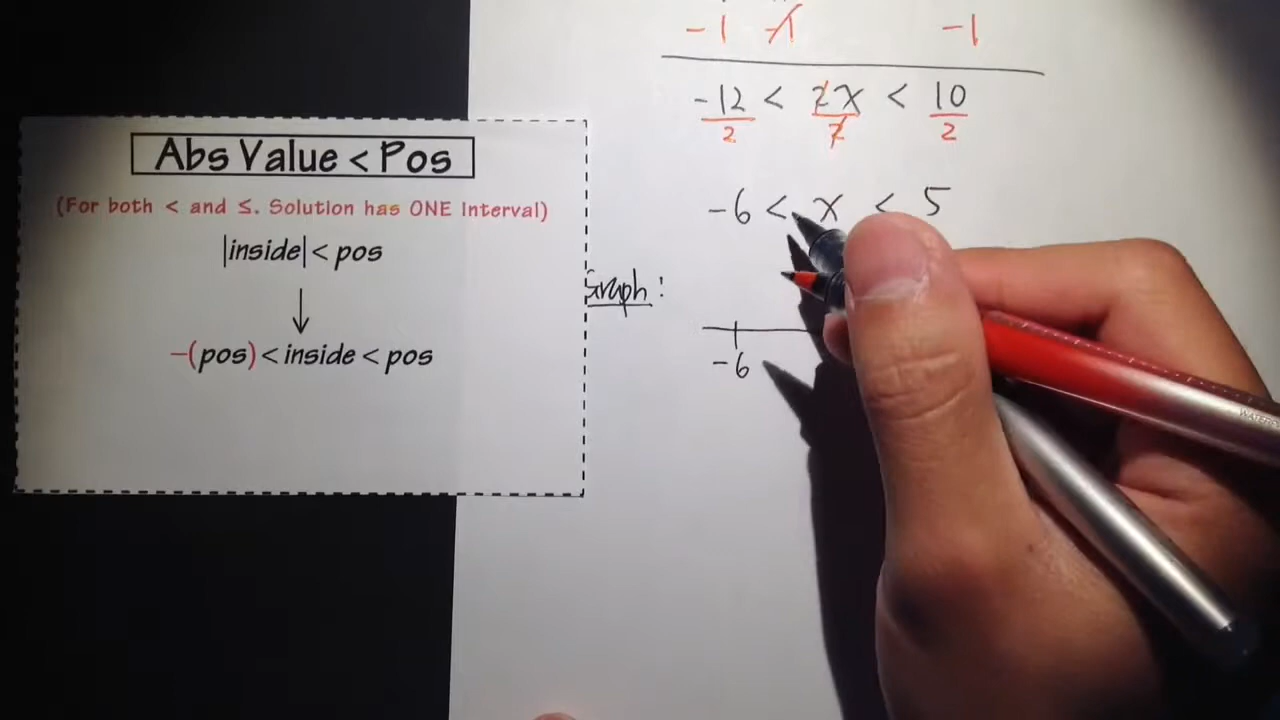 Abs Value < Pos
(For both < and ≤. Solution has ONE Interval)
|inside| < pos
↓
-(pos) < inside < pos
-1 -1 -1
-12 < 2x < 10
2 2 2
-6 < x < 5
Graph:
-6